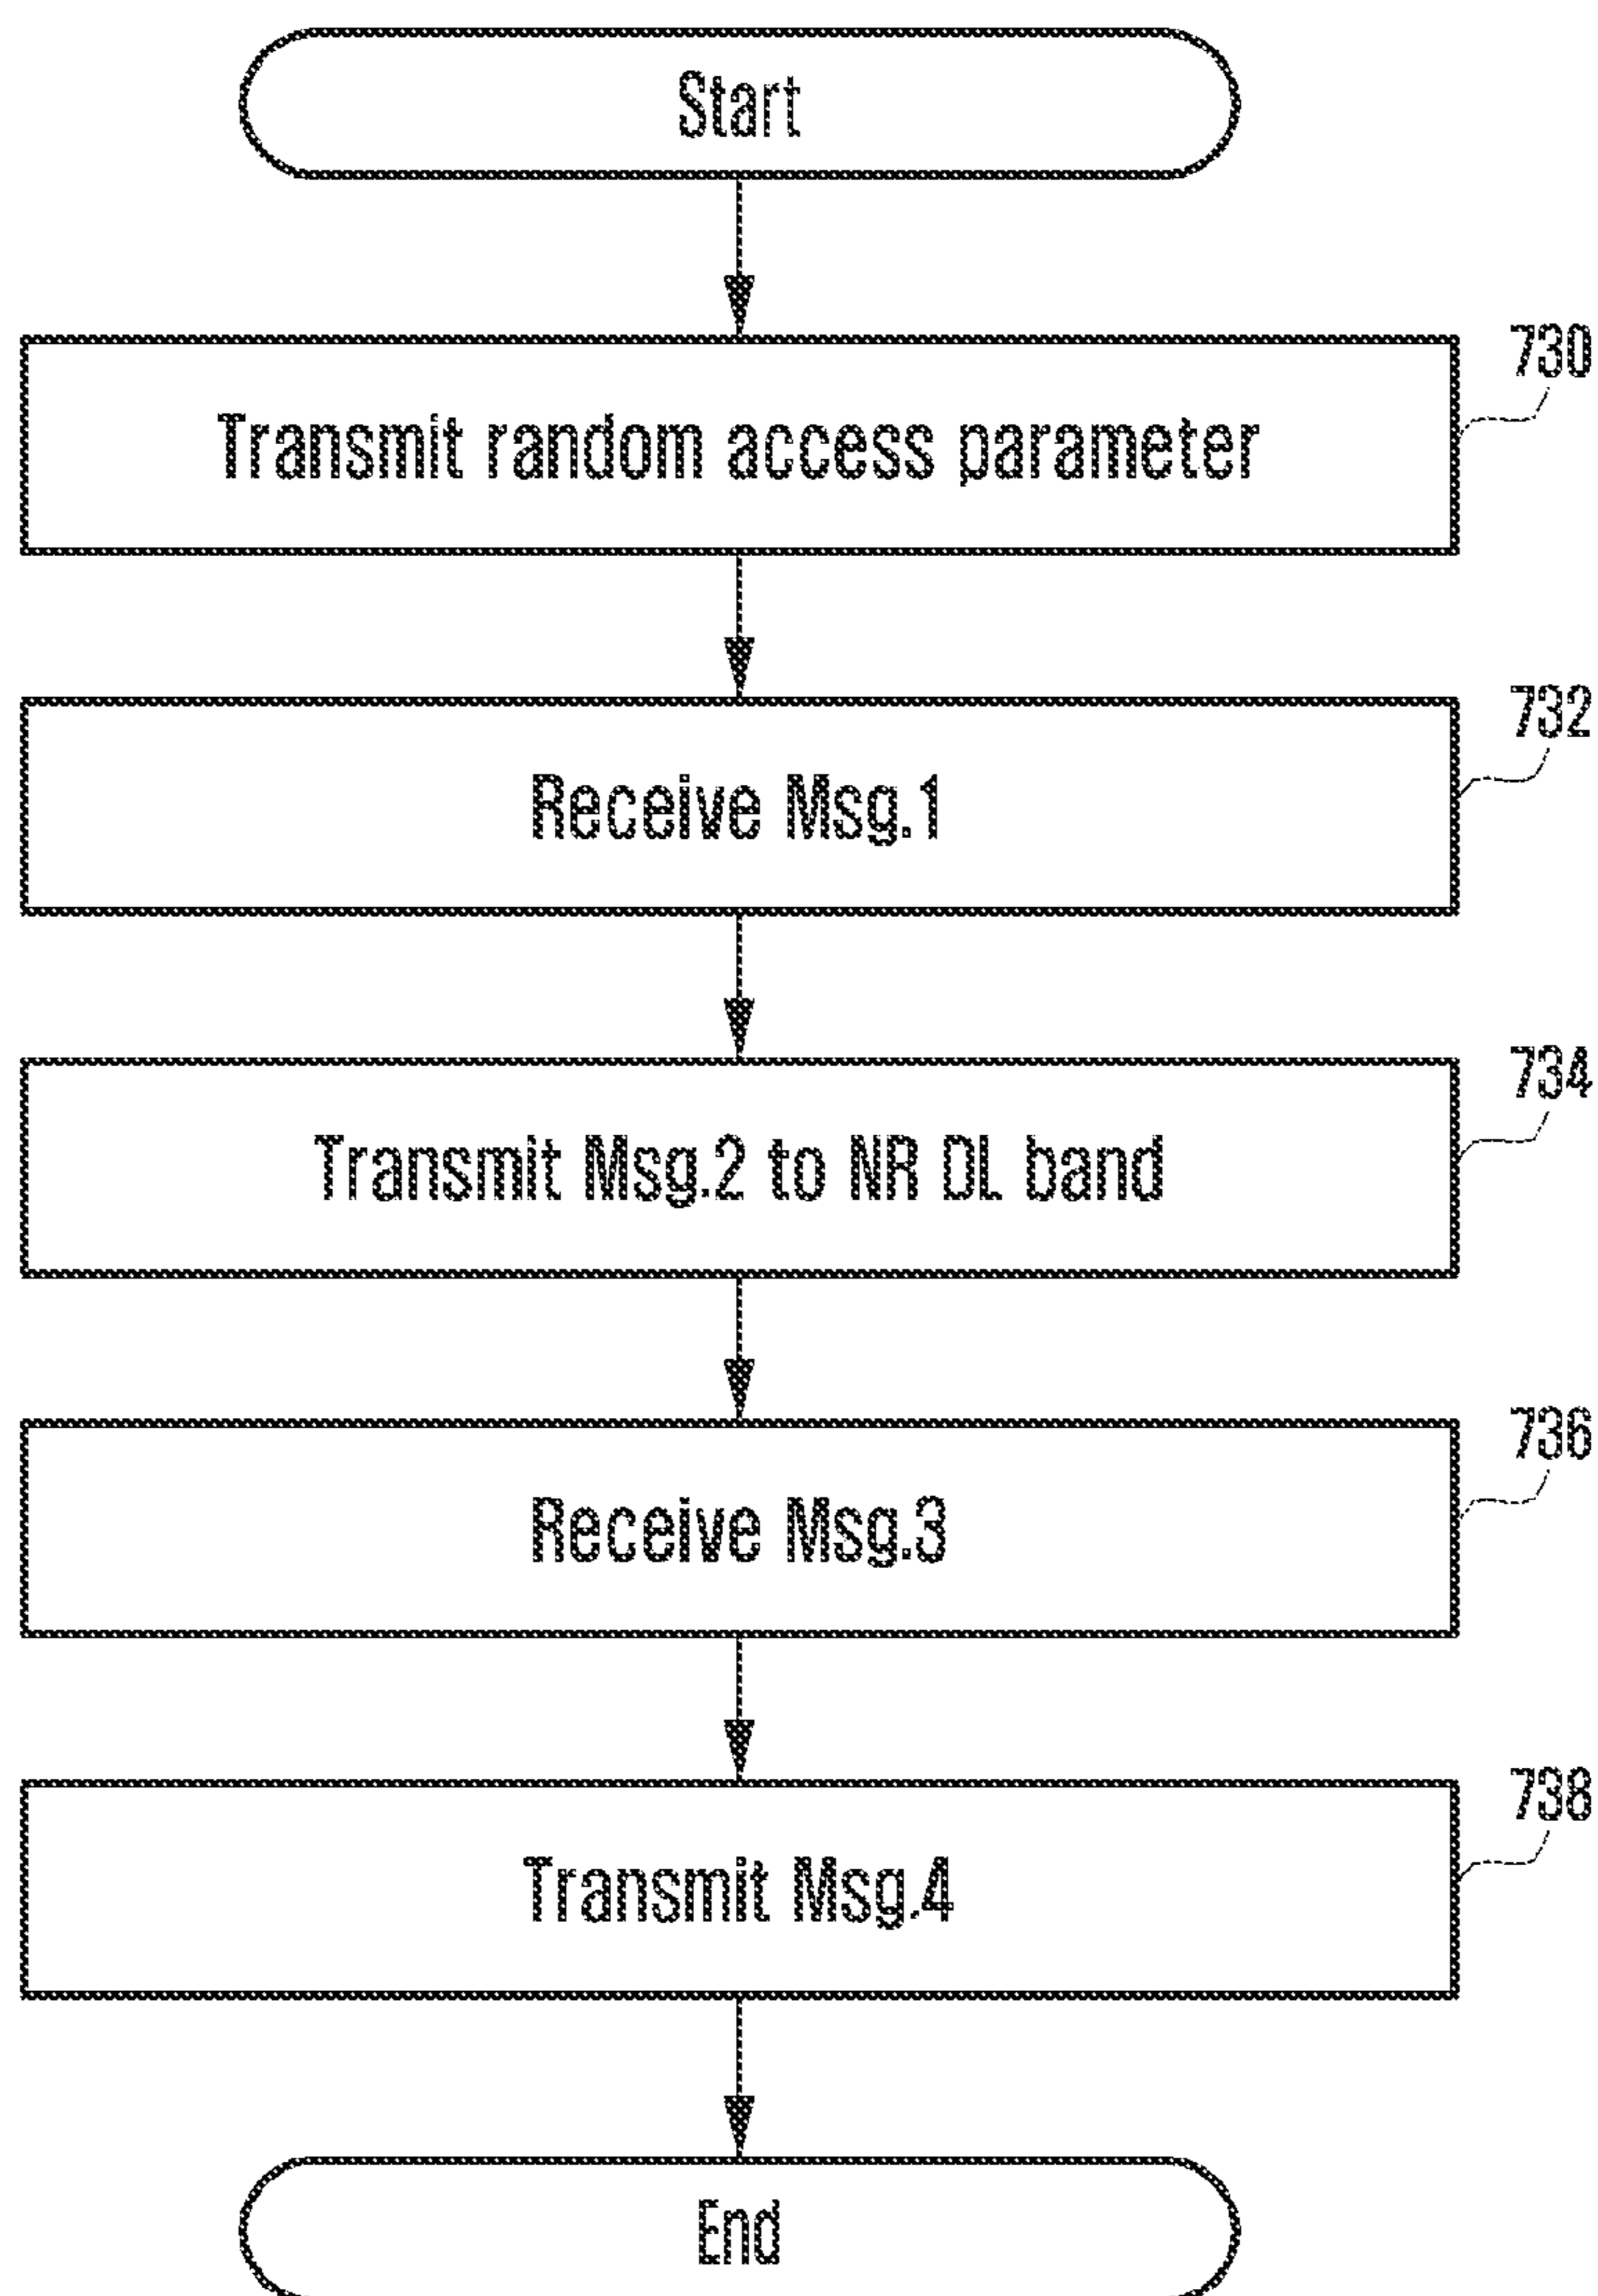 Start
730
Transmit random access parameter
732
Receive Msg.1
734
Transmit Msg.2 to NR DL band
736
Receive Msg.3
738
Transmit Msg.4
End